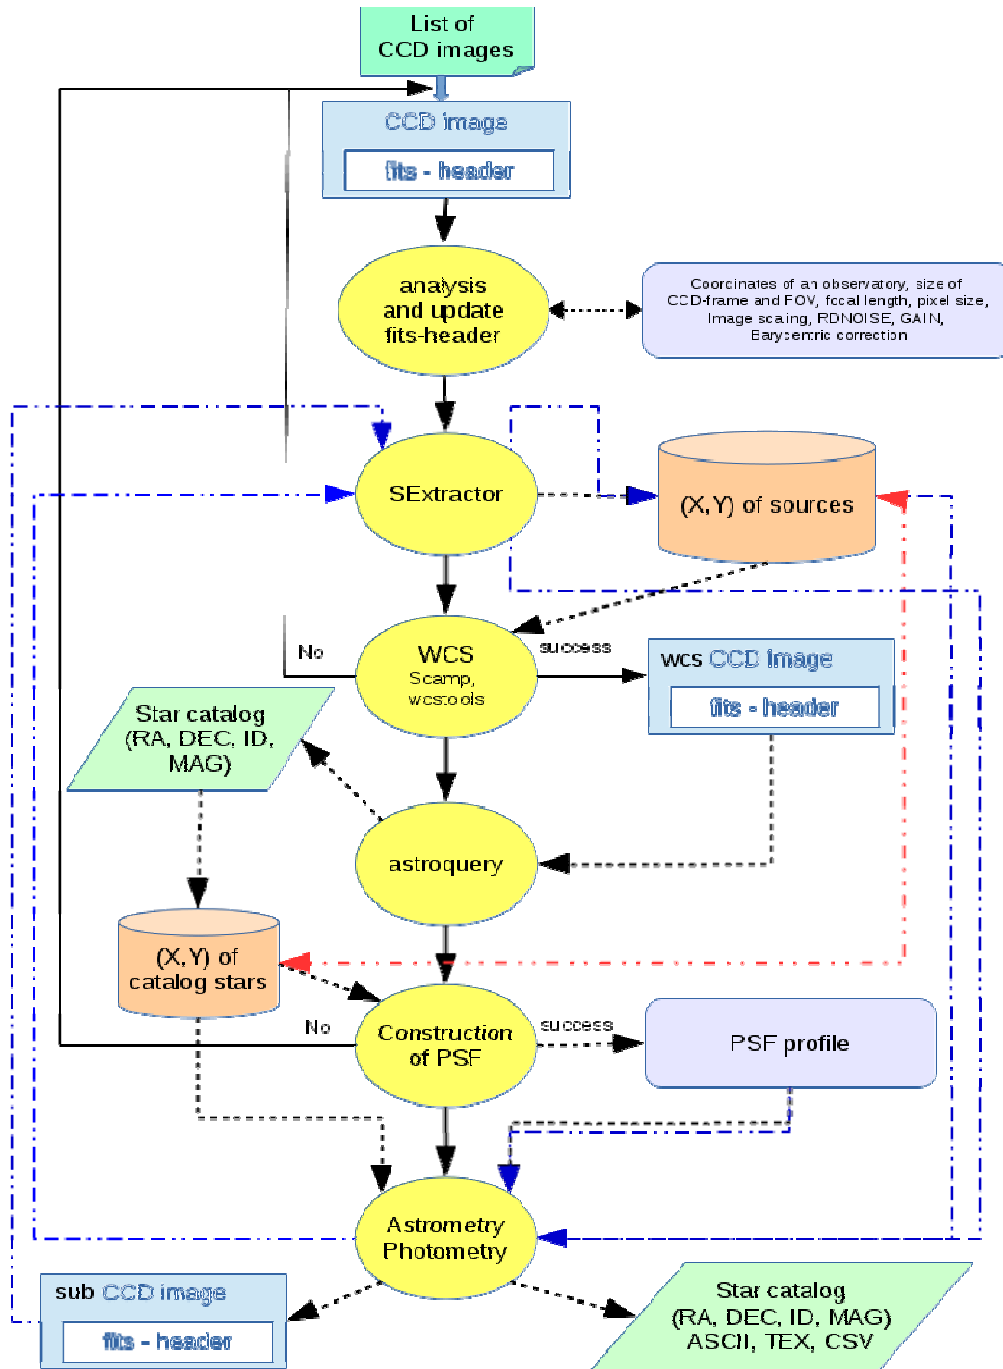 List of
CCD images
CCD image
fits - header
analysis
and update
fits-header
Coordinates of an observatory, size of
CCD-frame and FOV, focal length, pixel size,
Image scaling, RDNOISE, GAIN,
Barycentric correction
SExtractor
(X,Y) of sources
No
WCS
Scamp,
wcstools
success
wcs CCD image
fits - header
Star catalog
(RA, DEC, ID,
MAG)
astroquery
(X,Y) of
catalog stars
No
Construction
of PSF
success
PSF profile
Astrometry
Photometry
sub CCD image
fits - header
Star catalog
(RA, DEC, ID, MAG)
ASCII, TEX, CSV